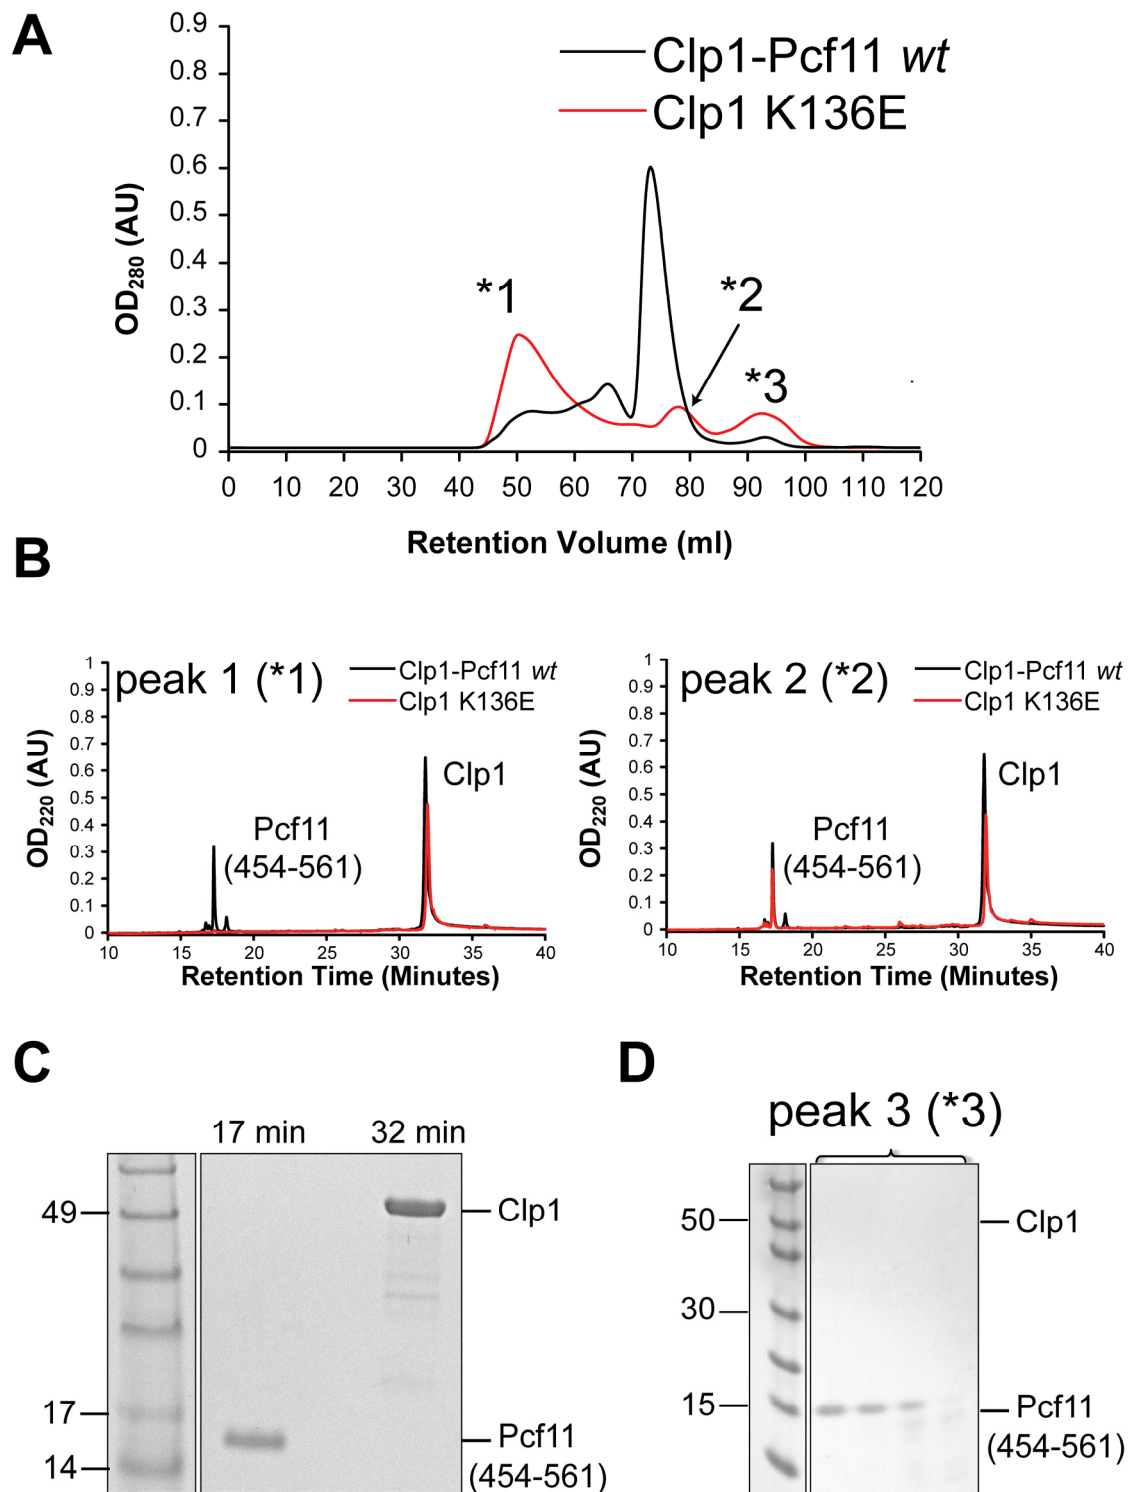 A
0.9
0.8
0.7
0.6
0.5
0.4
0.3
0.2
0.1
0
OD280 (AU)
Clp1-Pcf11 wt
Clp1 K136E
*1
*2
*3
0 10 20 30 40 50 60 70 80 90 100 110 120
Retention Volume (ml)
B
peak 1 (*1)
Clp1-Pcf11 wt
Clp1 K136E
1
0.9
0.8
0.7
0.6
0.5
0.4
0.3
0.2
0.1
0
OD220 (AU)
Clp1
Pcf11
(454-561)
10 15 20 25 30 35 40
Retention Time (Minutes)
peak 2 (*2)
Clp1-Pcf11 wt
Clp1 K136E
1
0.9
0.8
0.7
0.6
0.5
0.4
0.3
0.2
0.1
0
OD220 (AU)
Clp1
Pcf11
(454-561)
10 15 20 25 30 35 40
Retention Time (Minutes)
C
17 min 32 min
49
17
14
Clp1
Pcf11
(454-561)
D
peak 3 (*3)
50
30
15
Clp1
Pcf11
(454-561)